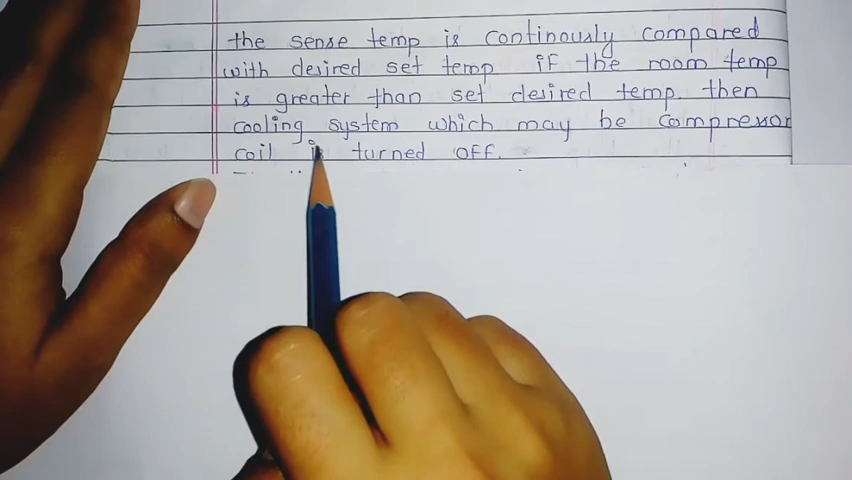 the sense temp is continously compared
with desired set temp if the room temp
is greater than set desired temp. then
cooling system which may be compressor
coil is turned OFF.